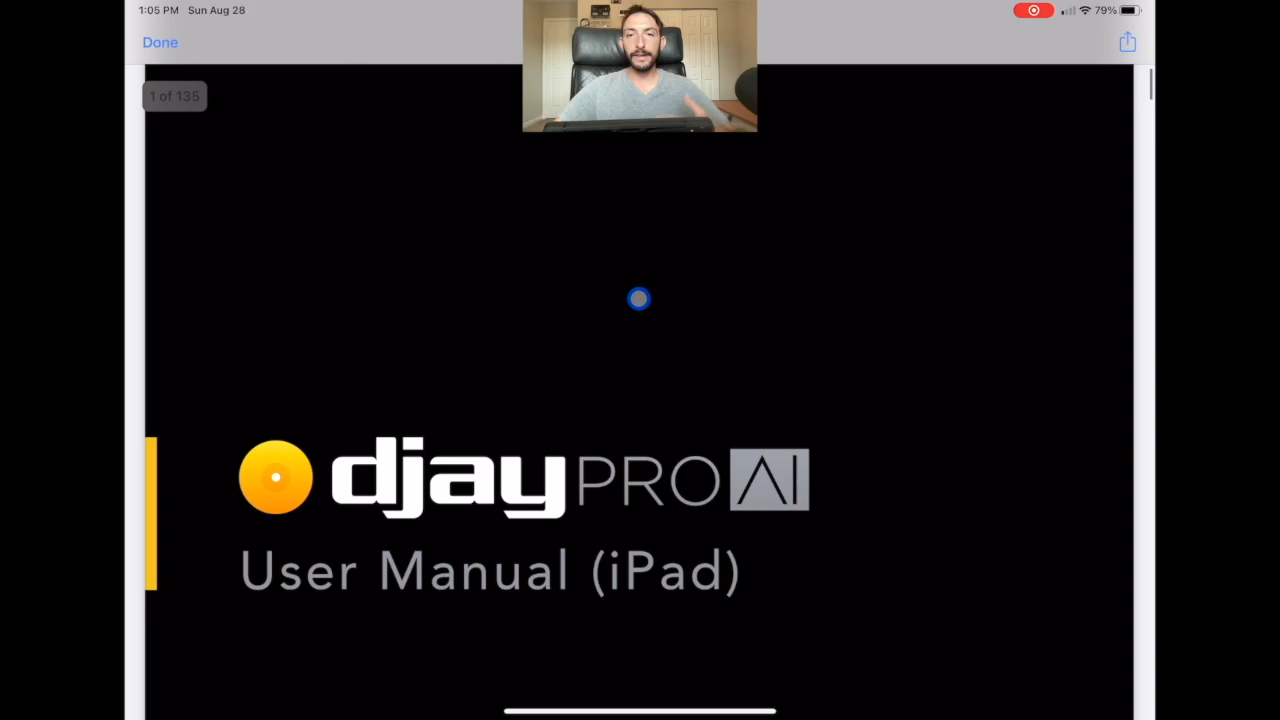 1:05 PM Sun Aug 28
79%
Done
1 of 135
djay PRO AI
User Manual (iPad)